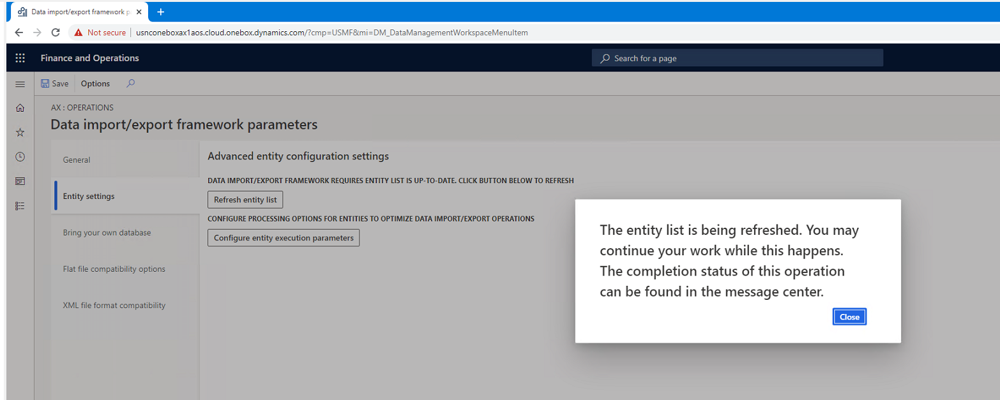 Data import/export framework p
Not secure
usnconeboxax1aos.cloud.onebox.dynamics.com/?cmp=USMF&mi=DM_DataManagementWorkspaceMenuItem
Finance and Operations
Search for a page
Save
Options
AX : OPERATIONS
Data import/export framework parameters
General
Entity settings
Bring your own database
Flat file compatibility options
XML file format compatibility
Advanced entity configuration settings
DATA IMPORT/EXPORT FRAMEWORK REQUIRES ENTITY LIST IS UP-TO-DATE. CLICK BUTTON BELOW TO REFRESH
Refresh entity list
CONFIGURE PROCESSING OPTIONS FOR ENTITIES TO OPTIMIZE DATA IMPORT/EXPORT OPERATIONS
Configure entity execution parameters
The entity list is being refreshed. You may
continue your work while this happens.
The completion status of this operation
can be found in the message center.
Close